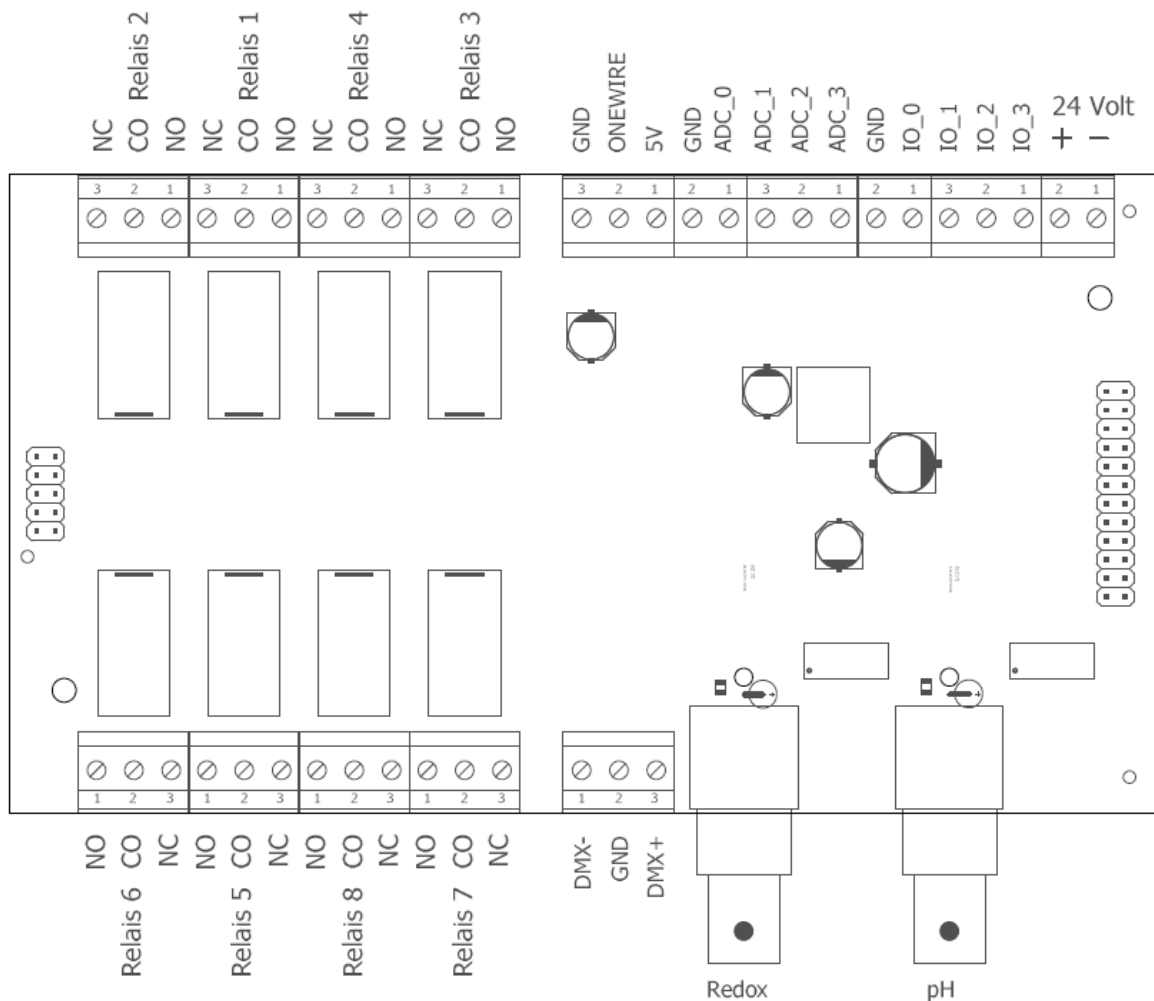 Relais 2 Relais 1 Relais 4 Relais 3
NC CO NO NC CO NO NC CO NO NC CO NO
GND ONEWIRE 5V GND ADC_0 ADC_1 ADC_2 ADC_3 GND IO_0 IO_1 IO_2 IO_3
24 Volt
+ -
3 2 1 3 2 1 3 2 1 3 2 1 3 2 1 2 1 3 2 1 2 1 3 2 1 2 1
1 2 3 1 2 3 1 2 3 1 2 3 1 2 3
NO CO NC NO CO NC NO CO NC NO CO NC
DMX- GND DMX+
Relais 6 Relais 5 Relais 8 Relais 7
Redox pH